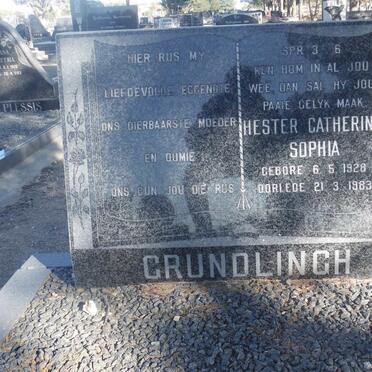 HIER RUS MY
LIEFDEVOLLE EGGENOTE
ONS DIERBAARSTE MOEDER
EN OUMIE
ONS GUN JOU DIE RUS
SPR 3 6
KEN HOM IN AL JOU
WEE DAN SAL HY JOU
PAAIE GELYK MAAK
HESTER CATHERIN
SOPHIA
GEBORE 6. 5 1928
OORLEDE 21 3 1983
GRUNDLINGH
PLESSIS